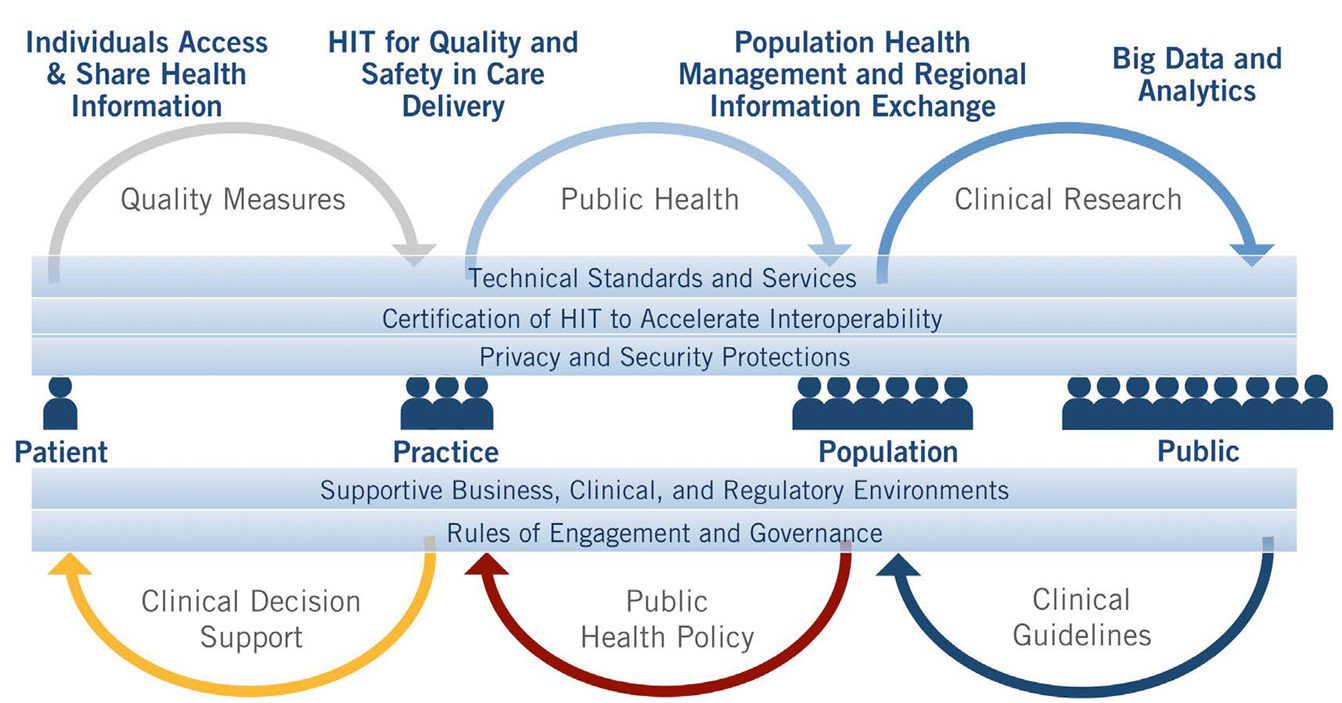 Individuals Access
& Share Health
Information
HIT for Quality and
Safety in Care
Delivery
Population Health
Management and Regional
Information Exchange
Big Data and
Analytics
Quality Measures
Public Health
Clinical Research
Technical Standards and Services
Certification of HIT to Accelerate Interoperability
Privacy and Security Protections
Patient
Practice
Population
Public
Supportive Business, Clinical, and Regulatory Environments
Rules of Engagement and Governance
Clinical Decision
Support
Public
Health Policy
Clinical
Guidelines